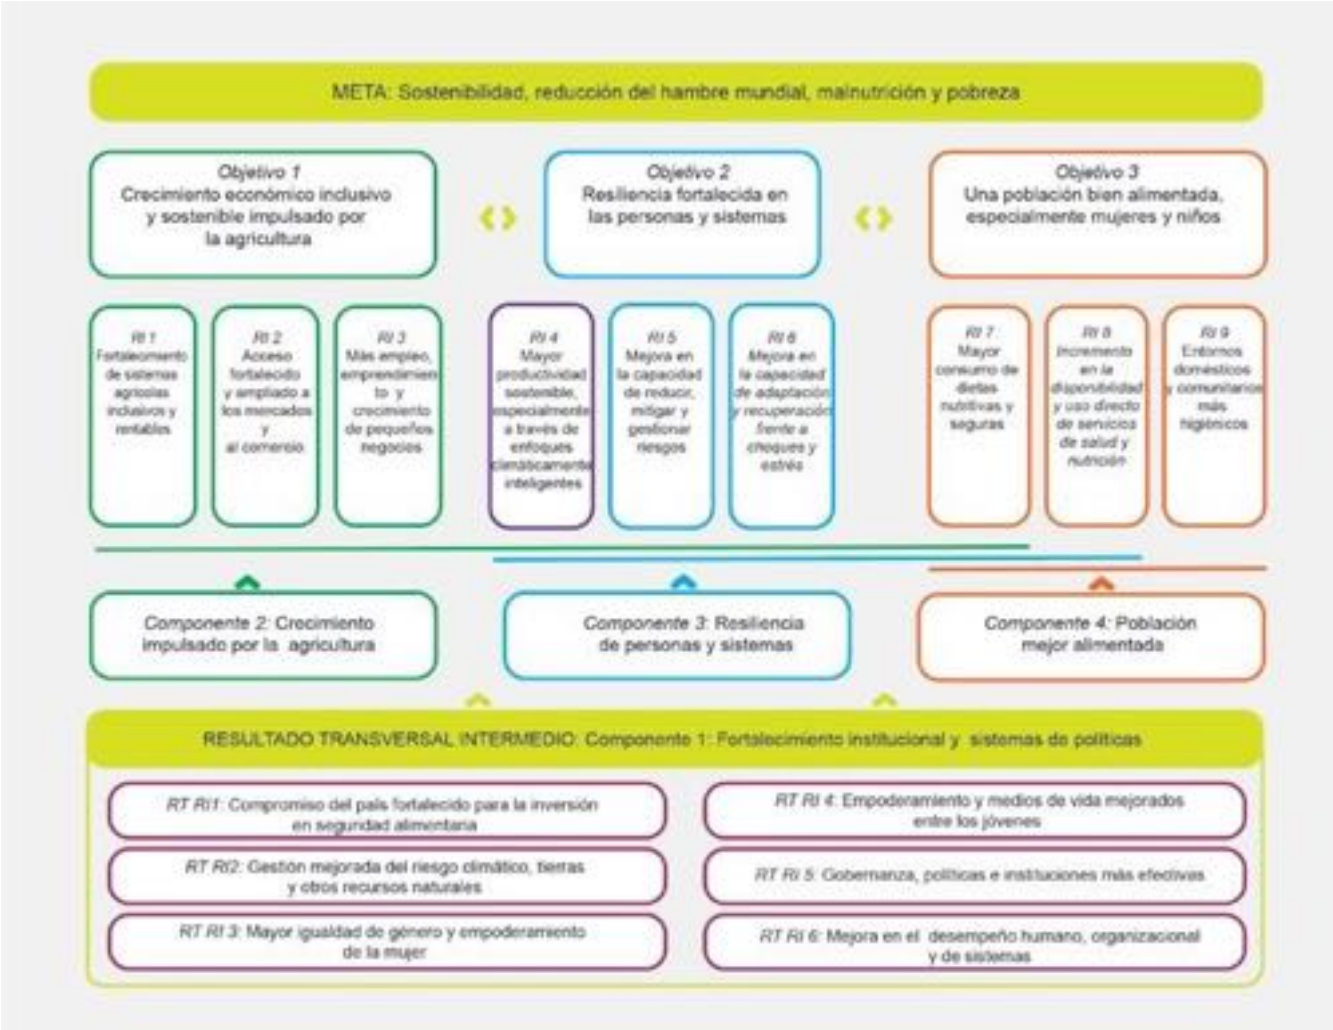 META: Sostenibilidad, reducción del hambre mundial, malnutrición y pobreza
Objetivo 1
Crecimiento económico inclusivo
y sostenible impulsado por
la agricultura
Objetivo 2
Resiliencia fortalecida en
las personas y sistemas
Objetivo 3
Una población bien alimentada,
especialmente mujeres y niños
RI 1
Fortalecimiento
de sistemas
agrícolas
inclusivos y
rentables
RI 2
Acceso
fortalecido
y ampliado a
los mercados
y
al comercio
RI 3
Más empleo,
emprendimien
to y
crecimiento
de pequeños
negocios
RI 4
Mayor
productividad
sostenible,
especialmente
a través de
enfoques
climáticamente
inteligentes
RI 5
Mejora en
la capacidad
de reducir,
mitigar y
gestionar
riesgos
RI 6
Mejora en
la capacidad
de adaptación
y recuperación
frente a
choques y
estrés
RI 7
Mayor
consumo de
dietas
nutritivas y
seguras
RI 8
Incremento
en la
disponibilidad
y uso directo
de servicios
de salud y
nutrición
RI 9
Entornos
domésticos
y comunitarios
más
higiénicos
Componente 2: Crecimiento
impulsado por la agricultura
Componente 3: Resiliencia
de personas y sistemas
Componente 4: Población
mejor alimentada
RESULTADO TRANSVERSAL INTERMEDIO: Componente 1: Fortalecimiento institucional y sistemas de políticas
RT RI1: Compromiso del país fortalecido para la inversión
en seguridad alimentaria
RT RI2: Gestión mejorada del riesgo climático, tierras
y otros recursos naturales
RT RI 3: Mayor igualdad de género y empoderamiento
de la mujer
RT RI 4: Empoderamiento y medios de vida mejorados
entre los jóvenes
RT RI 5: Gobernanza, políticas e instituciones más efectivas
RT RI 6: Mejora en el desempeño humano, organizacional
y de sistemas